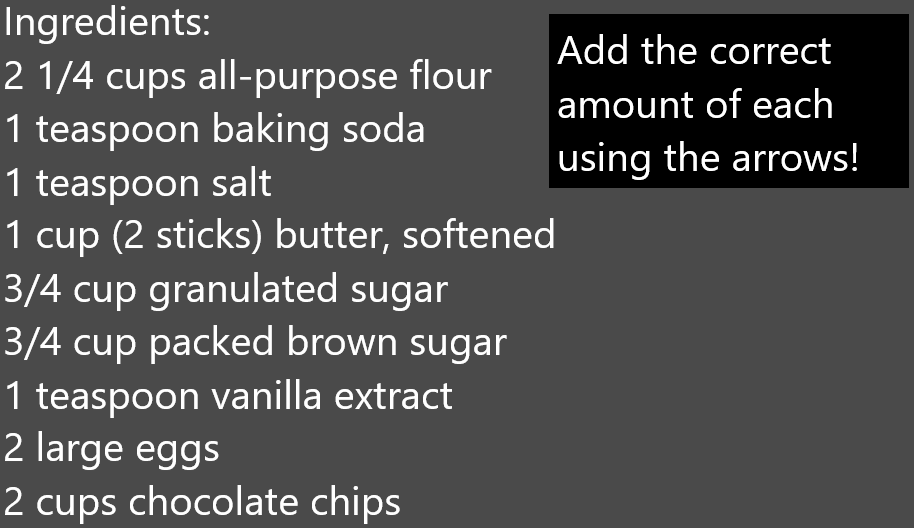 Ingredients:
2 1/4 cups all-purpose flour
1 teaspoon baking soda
1 teaspoon salt
1 cup (2 sticks) butter, softened
3/4 cup granulated sugar
3/4 cup packed brown sugar
1 teaspoon vanilla extract
2 large eggs
2 cups chocolate chips
Add the correct
amount of each
using the arrows!